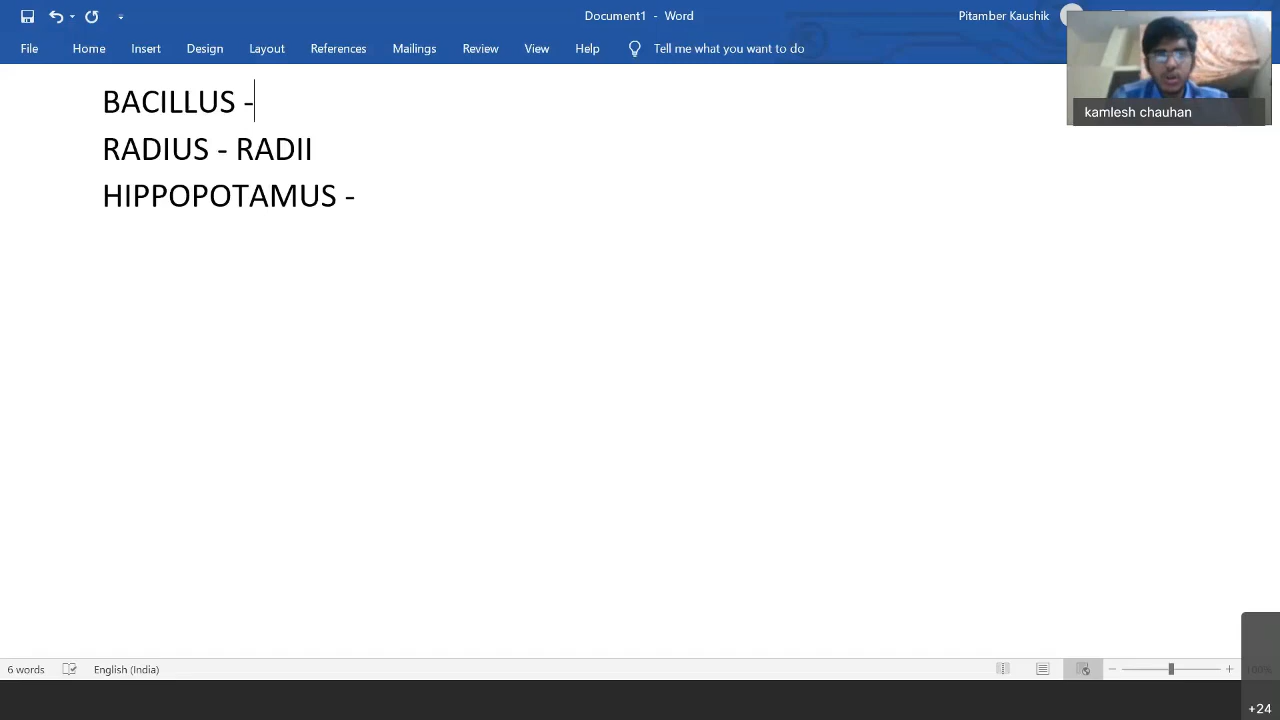 Document1 - Word
Pitamber Kaushik
File Home Insert Design Layout References Mailings Review View Help Tell me what you want to do
kamlesh chauhan
BACILLUS -
RADIUS - RADII
HIPPOPOTAMUS -
6 words English (India) 100%
+24